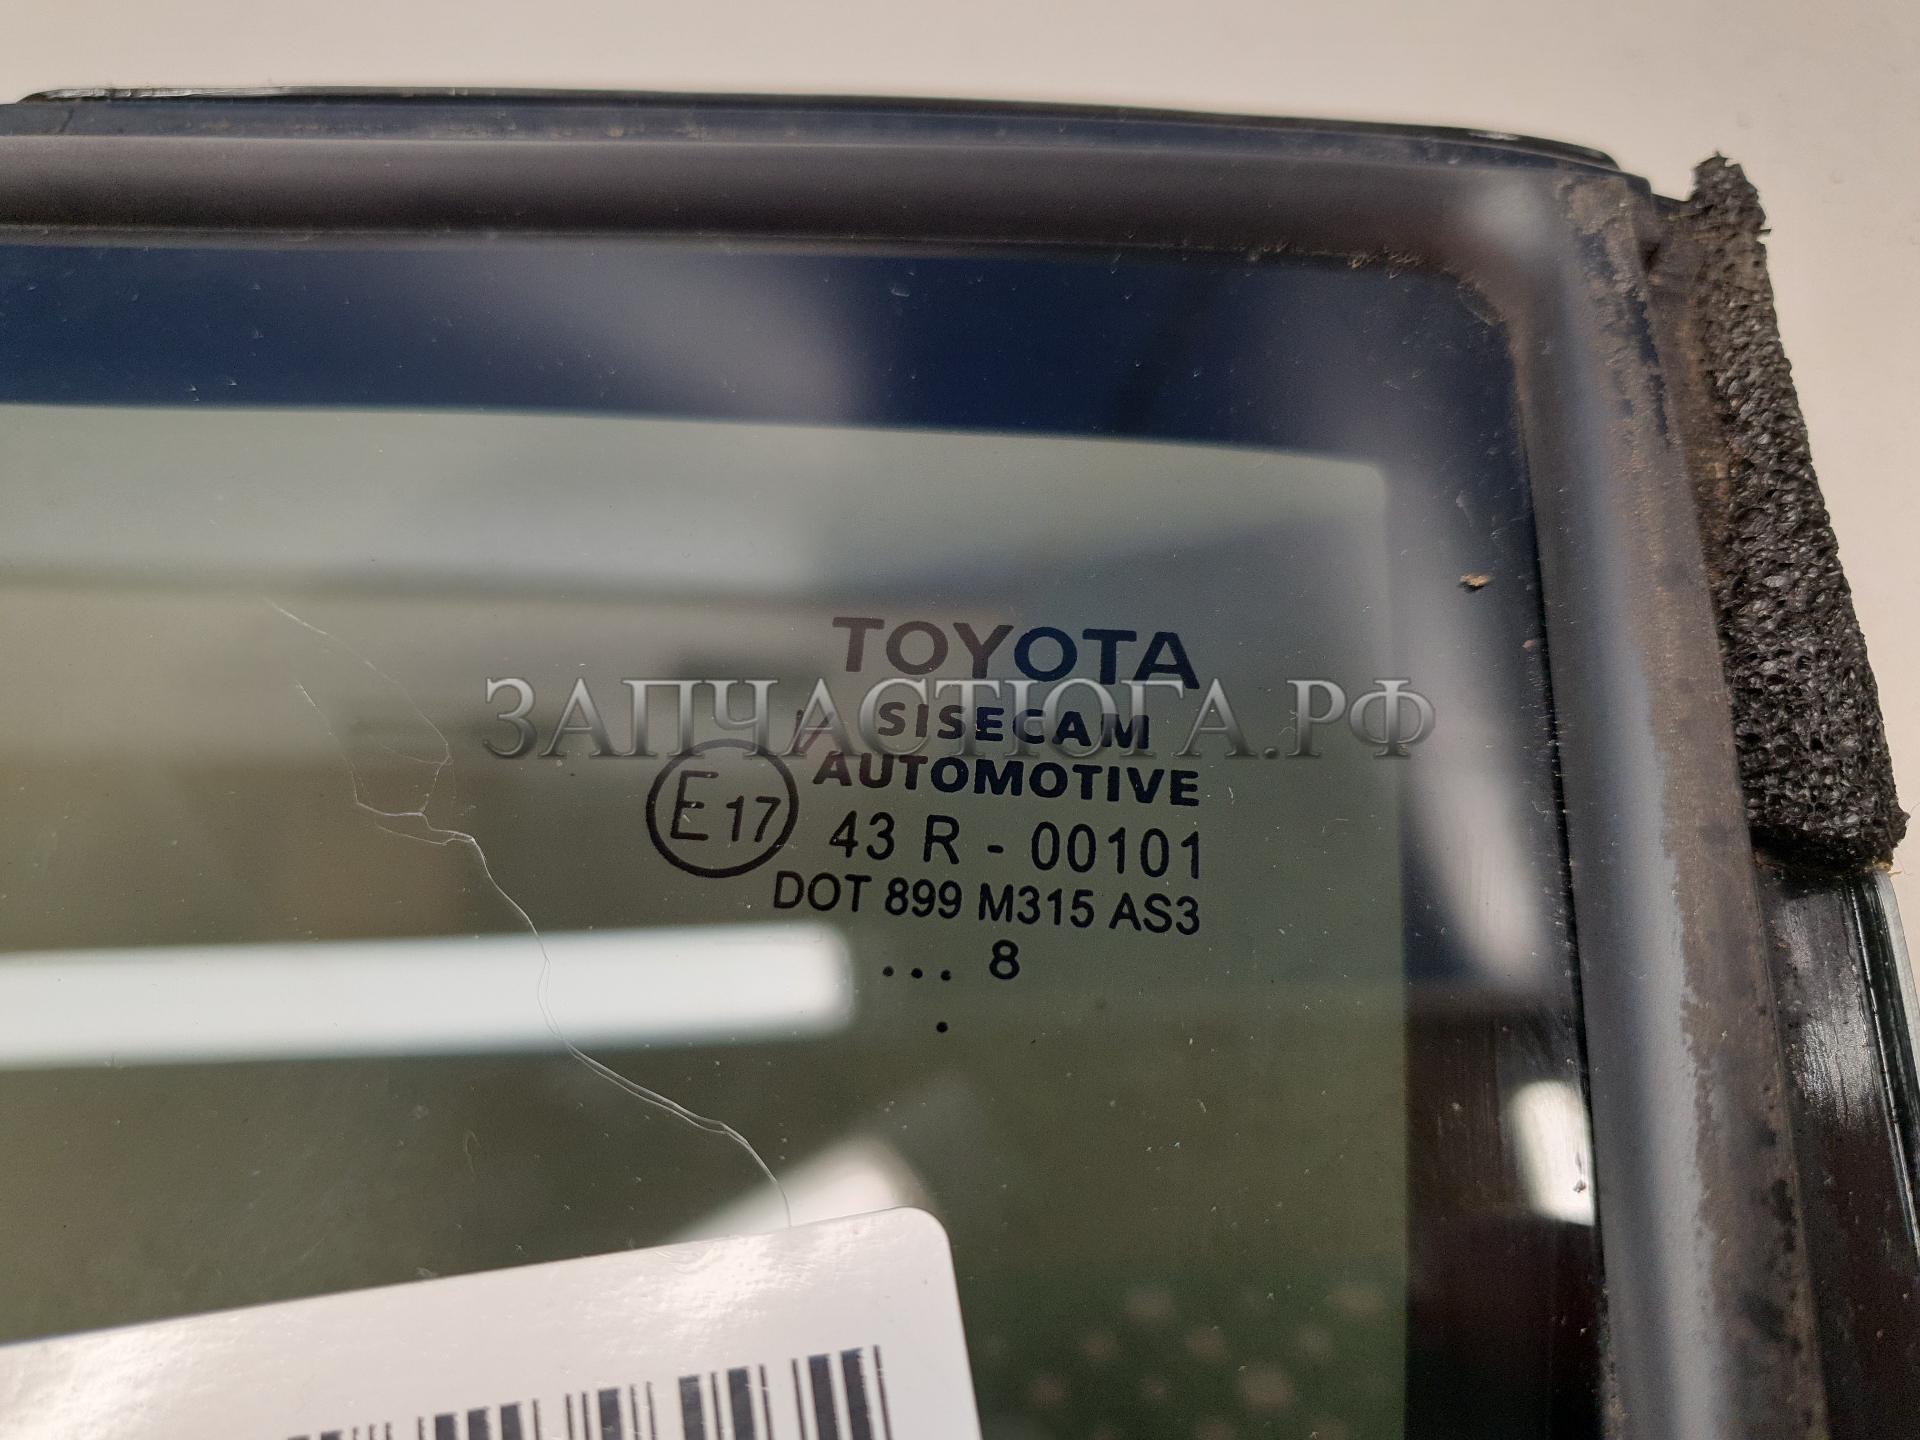 TOYOTA
ЗАПЧАСТЮГА.РФ
SISECAM
AUTOMOTIVE
E17
43 R - 00101
DOT 899 M315 AS3
... 8
.